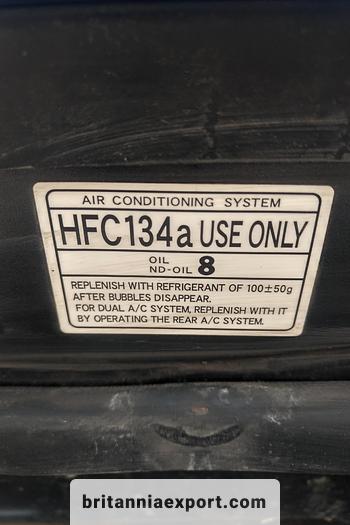 AIR CONDITIONING SYSTEM
HFC134a USE ONLY
OIL
ND-OIL 8
REPLENISH WITH REFRIGERANT OF 100±50g
AFTER BUBBLES DISAPPEAR.
FOR DUAL A/C SYSTEM, REPLENISH WITH IT
BY OPERATING THE REAR A/C SYSTEM.
britanniaexport.com